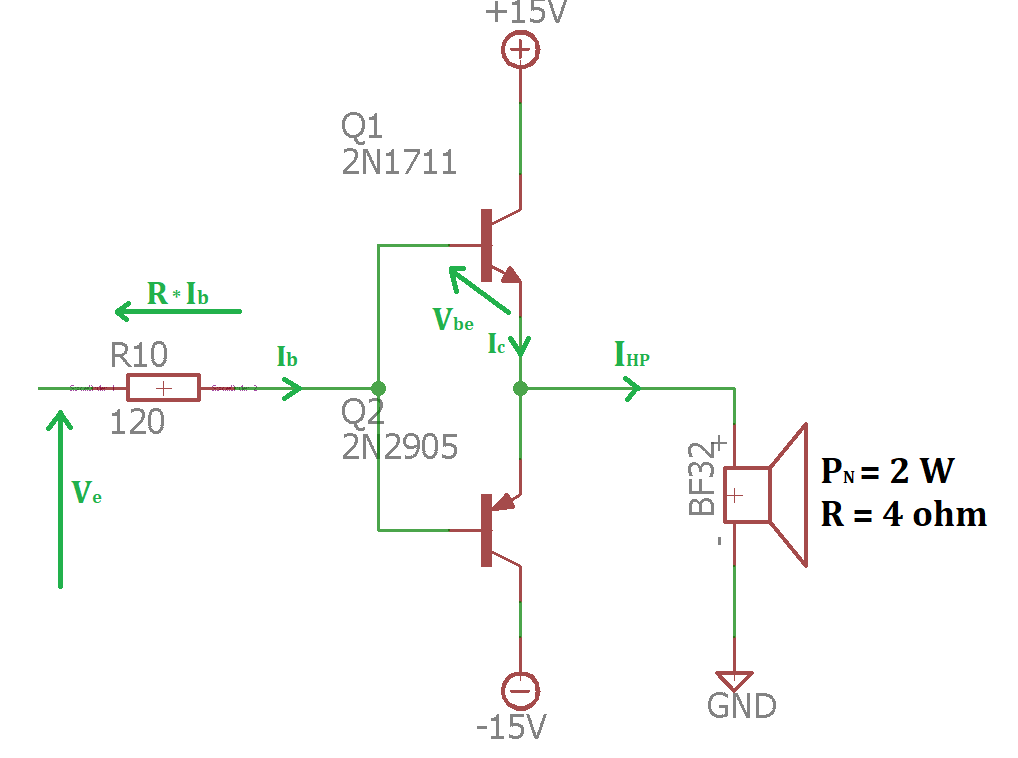 +15V
Q1
2N1711
R * Ib
Vbe
Ic
IHP
R10
Ib
120
Q2
2N2905
Ve
BF32
+
-
PN = 2 W
R = 4 ohm
GND
-15V